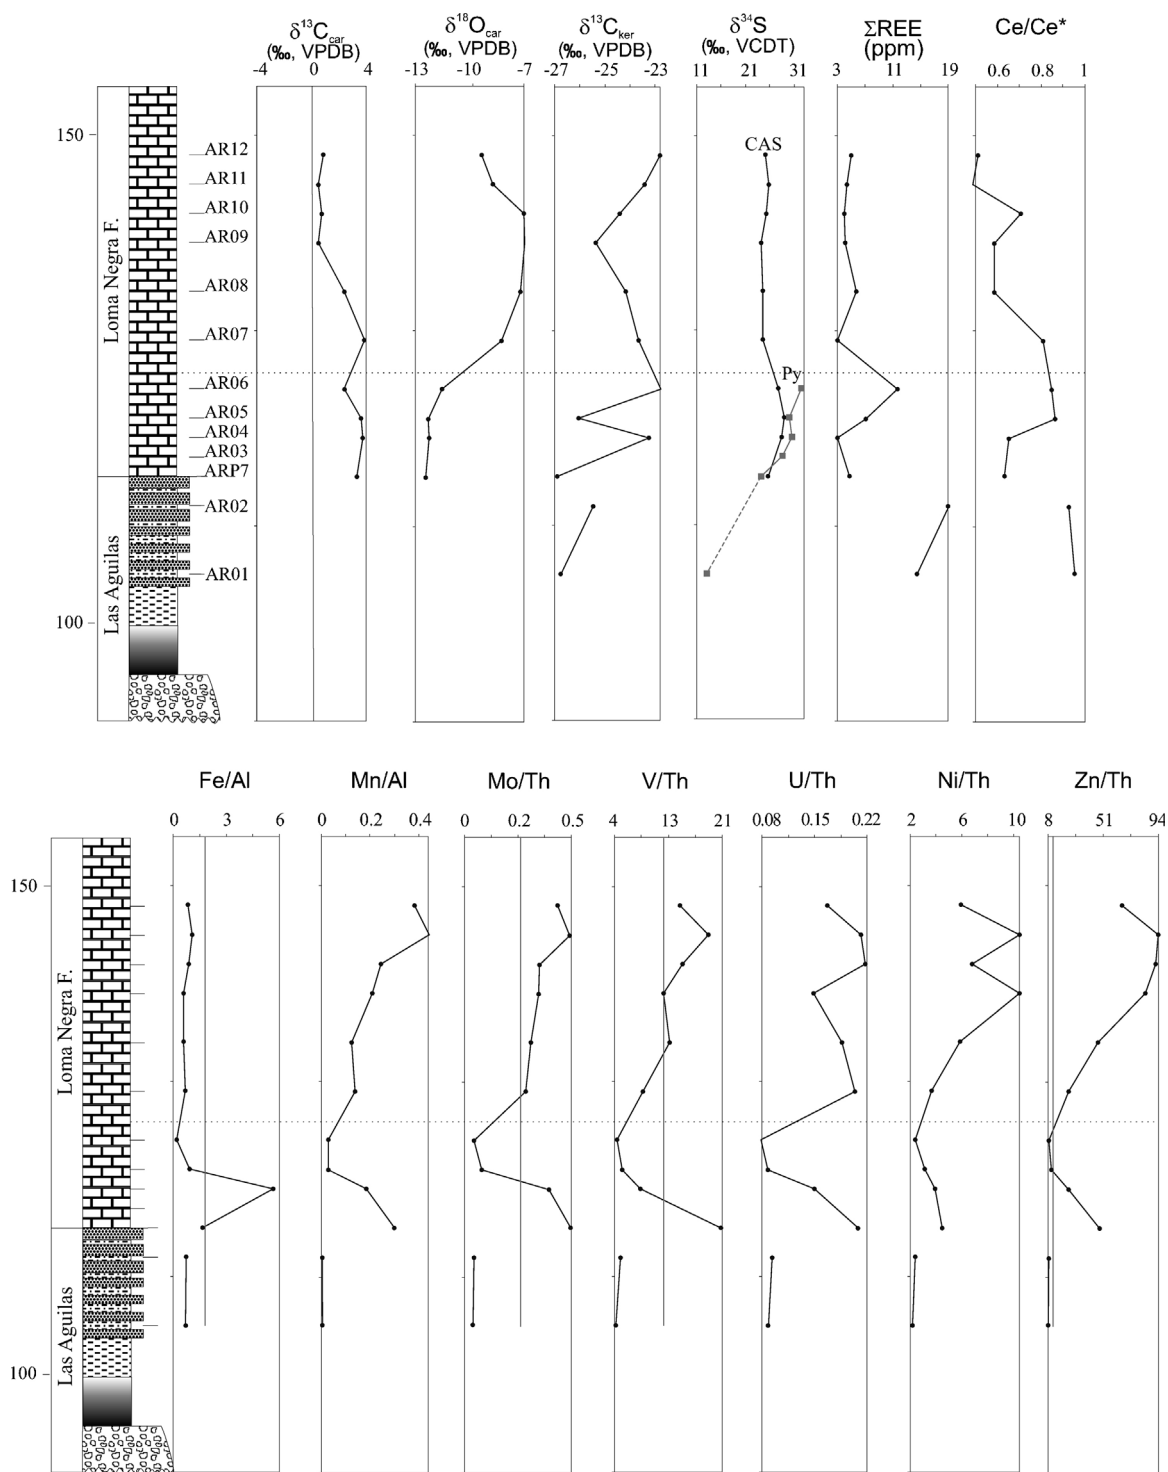 δ¹³C_car δ¹⁸O_car δ¹³C_ker δ³⁴S ΣREE Ce/Ce*
(‰, VPDB) (‰, VPDB) (‰, VPDB) (‰, VCDT) (ppm)
-4 0 4 -13 -10 -7 -27 -25 -23 11 21 31 3 11 19 0.6 0.8 1
150
AR12 CAS
AR11
AR10
AR09
AR08
AR07
AR06 Py
AR05
AR04
AR03
ARP7
AR02
AR01
100
Loma Negra F.
Las Aguilas
Fe/Al Mn/Al Mo/Th V/Th U/Th Ni/Th Zn/Th
0 3 6 0 0.2 0.4 0 0.2 0.5 4 13 21 0.08 0.15 0.22 2 6 10 8 51 94
150
Loma Negra F.
Las Aguilas
100